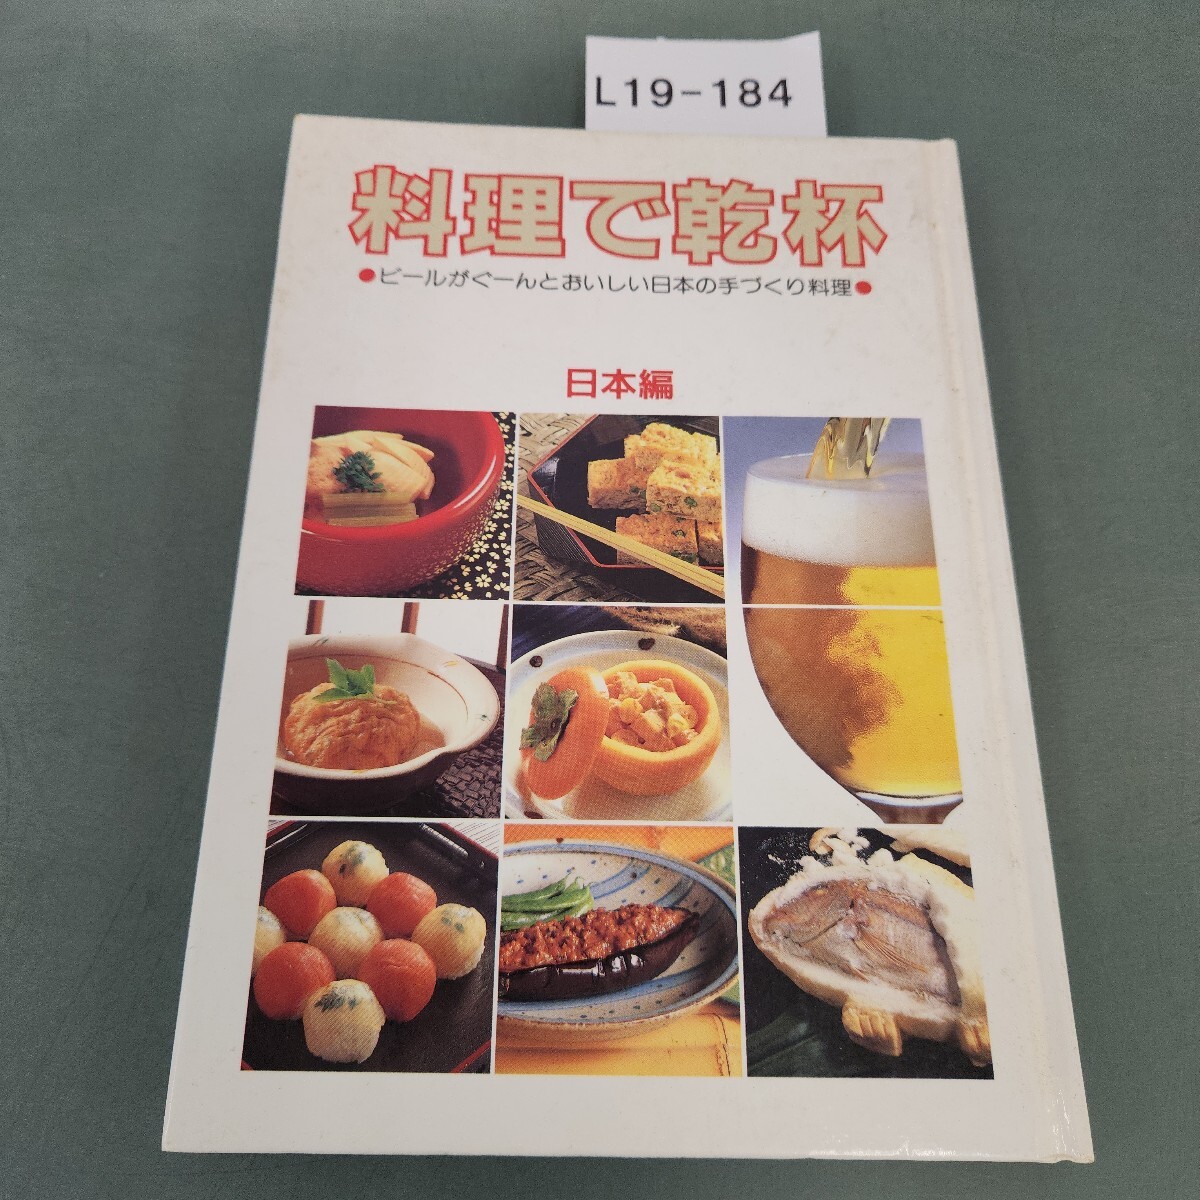 L19-184
料理で乾杯
●ビールがぐーんとおいしい日本の手づくり料理●
日本編